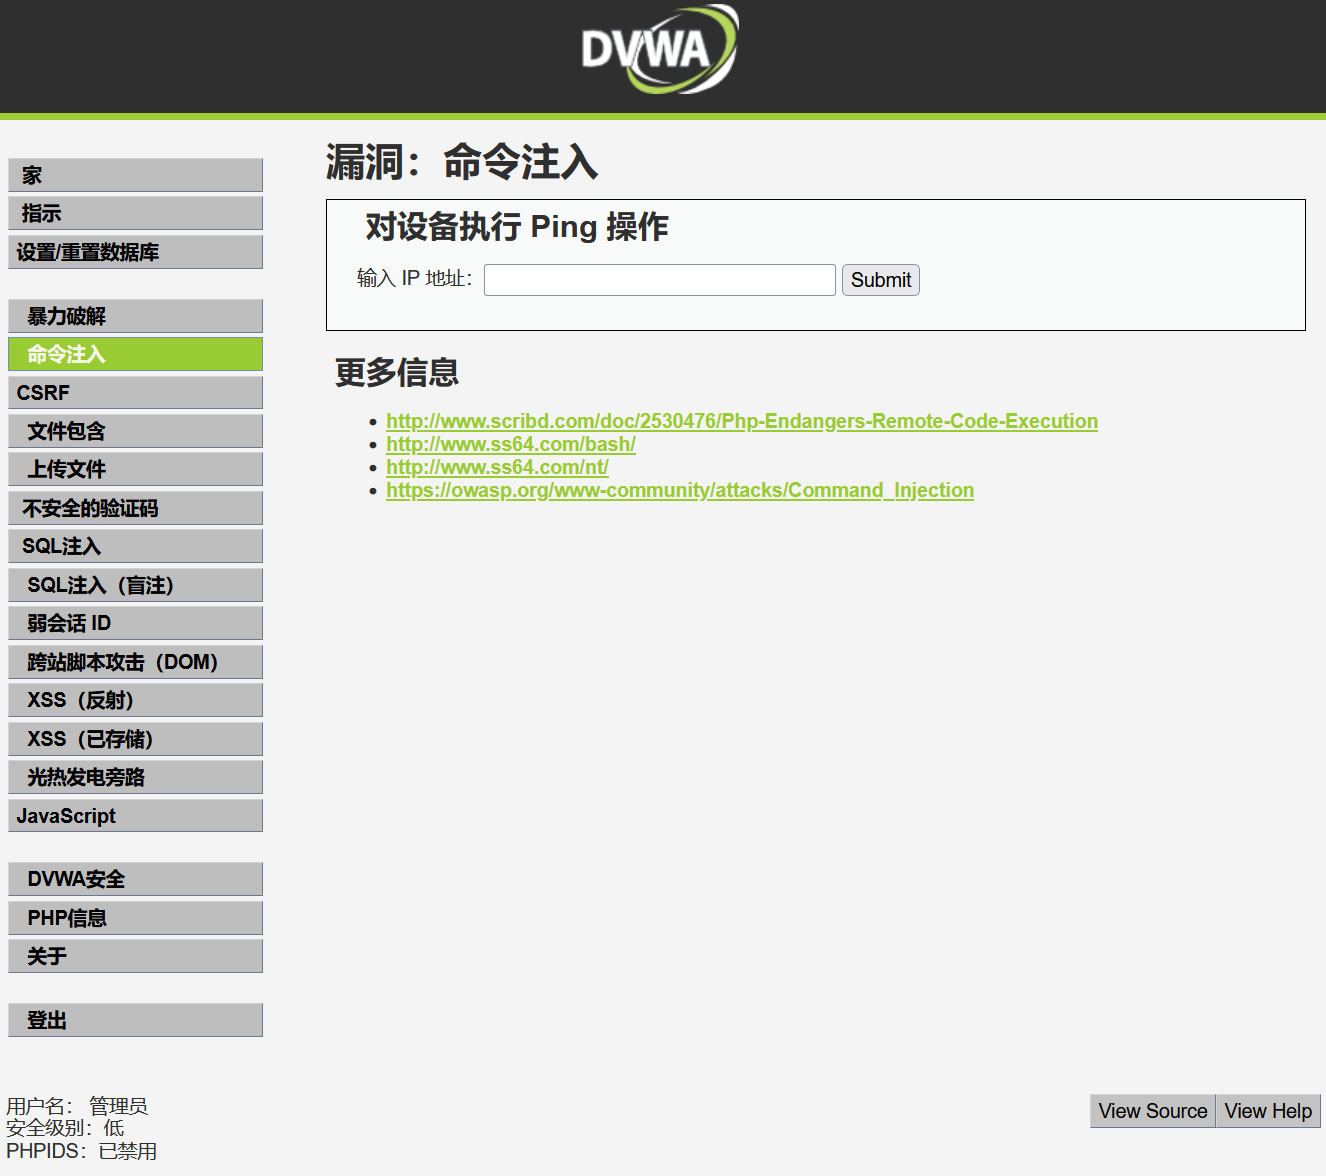 DVWA
家
指示
设置/重置数据库
暴力破解
命令注入
CSRF
文件包含
上传文件
不安全的验证码
SQL注入
SQL注入（盲注）
弱会话 ID
跨站脚本攻击（DOM）
XSS（反射）
XSS（已存储）
光热发电旁路
JavaScript
DVWA安全
PHP信息
关于
登出
漏洞：命令注入
对设备执行 Ping 操作
输入 IP 地址： Submit
更多信息
http://www.scribd.com/doc/2530476/Php-Endangers-Remote-Code-Execution
http://www.ss64.com/bash/
http://www.ss64.com/nt/
https://owasp.org/www-community/attacks/Command_Injection
用户名： 管理员
安全级别：低
PHPIDS：已禁用
View Source View Help